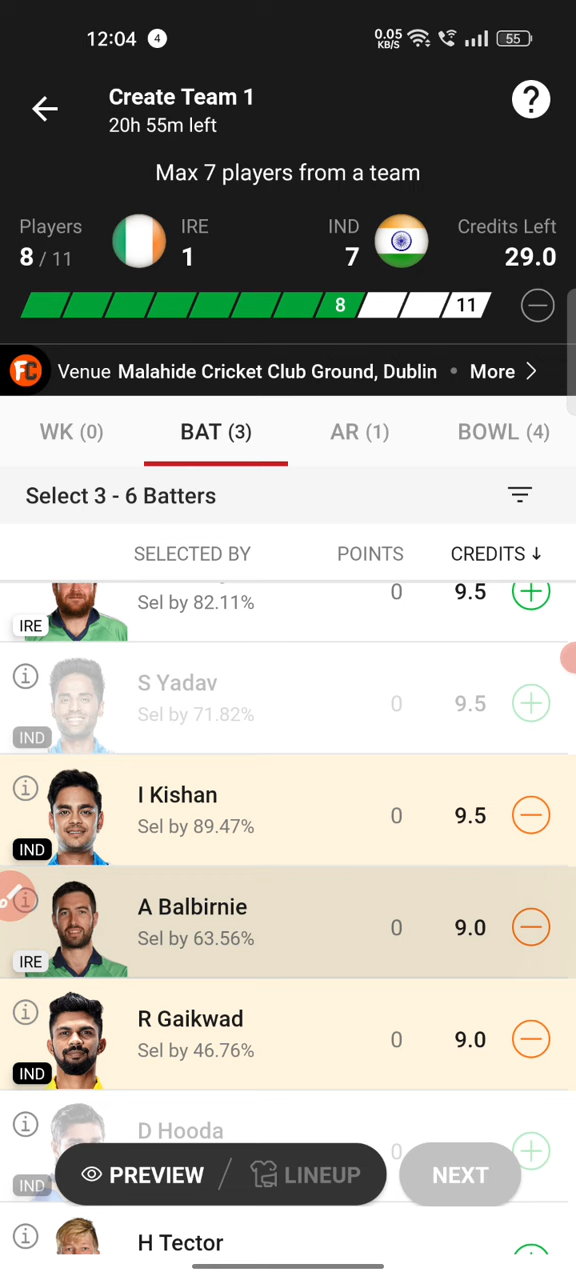 12:04 4 0.05 KB/S 55
Create Team 1
20h 55m left
?
Max 7 players from a team
Players IRE IND Credits Left
8 / 11 1 7 29.0
8 11
FC Venue Malahide Cricket Club Ground, Dublin • More
WK (0) BAT (3) AR (1) BOWL (4)
Select 3 - 6 Batters
SELECTED BY POINTS CREDITS ↓
Sel by 82.11% 0 9.5
IRE
S Yadav
Sel by 71.82% 0 9.5
IND
I Kishan
Sel by 89.47% 0 9.5
IND
A Balbirnie
Sel by 63.56% 0 9.0
IRE
R Gaikwad
Sel by 46.76% 0 9.0
IND
D Hooda
0
IND
PREVIEW / LINEUP NEXT
H Tector